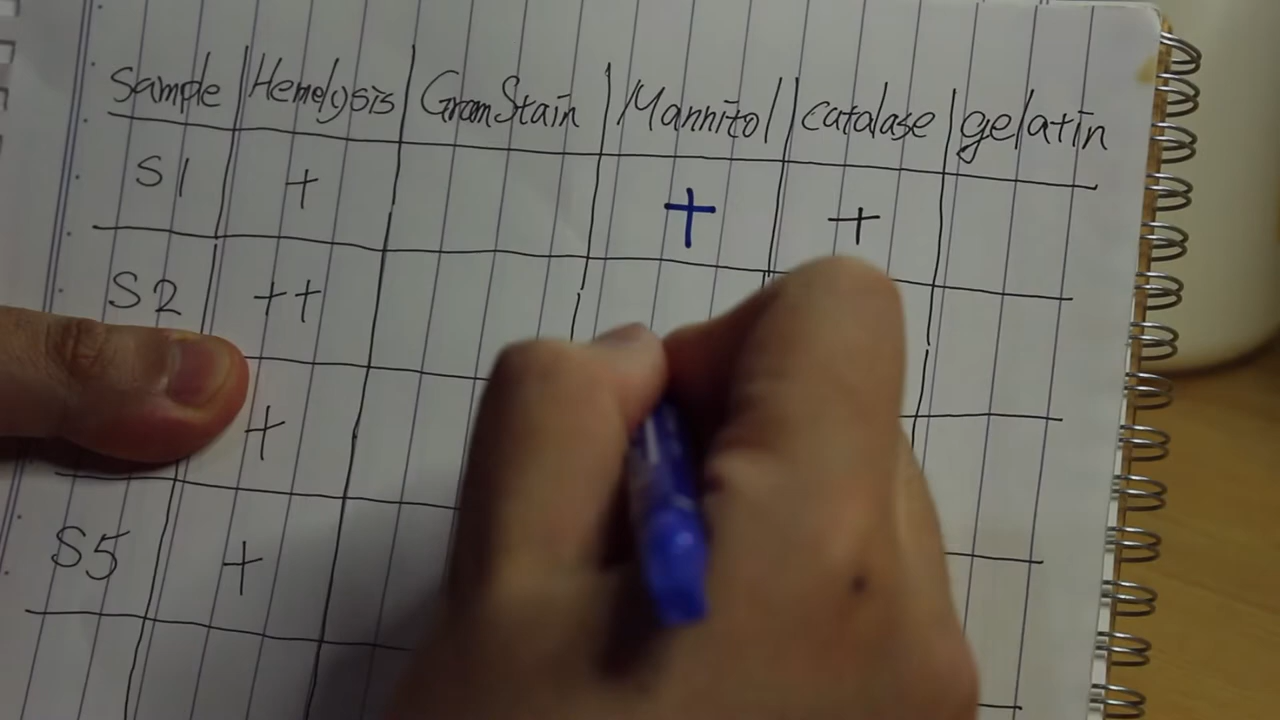 Sample Hemolysis Gram Stain Mannitol catalase gelatin
S1 + + +
S2 ++
+
S5 +